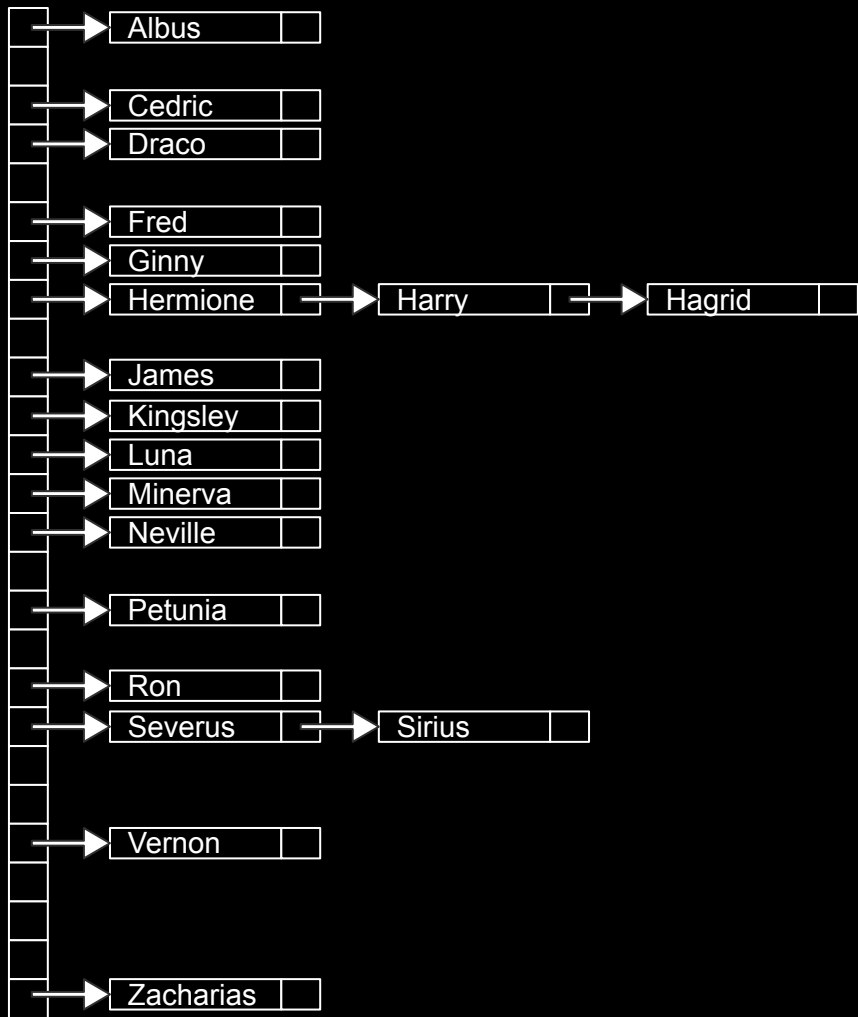 Albus
Cedric
Draco
Fred
Ginny
Hermione Harry Hagrid
James
Kingsley
Luna
Minerva
Neville
Petunia
Ron
Severus Sirius
Vernon
Zacharias